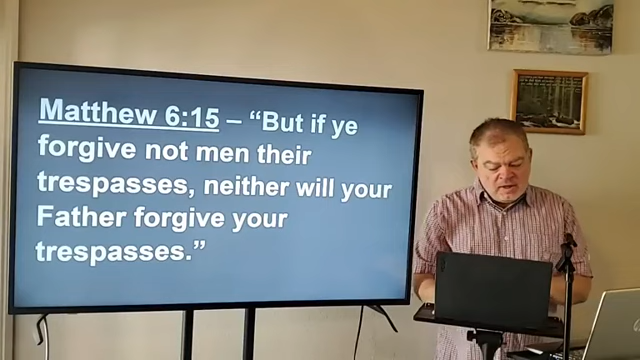 Matthew 6:15 – “But if ye
forgive not men their
trespasses, neither will your
Father forgive your
trespasses.”